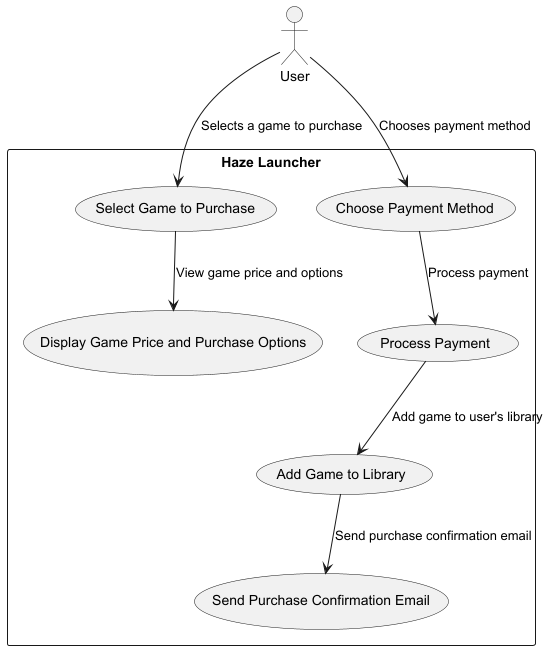 User
Selects a game to purchase
Chooses payment method
Haze Launcher
Select Game to Purchase
Choose Payment Method
View game price and options
Process payment
Display Game Price and Purchase Options
Process Payment
Add game to user's library
Add Game to Library
Send purchase confirmation email
Send Purchase Confirmation Email